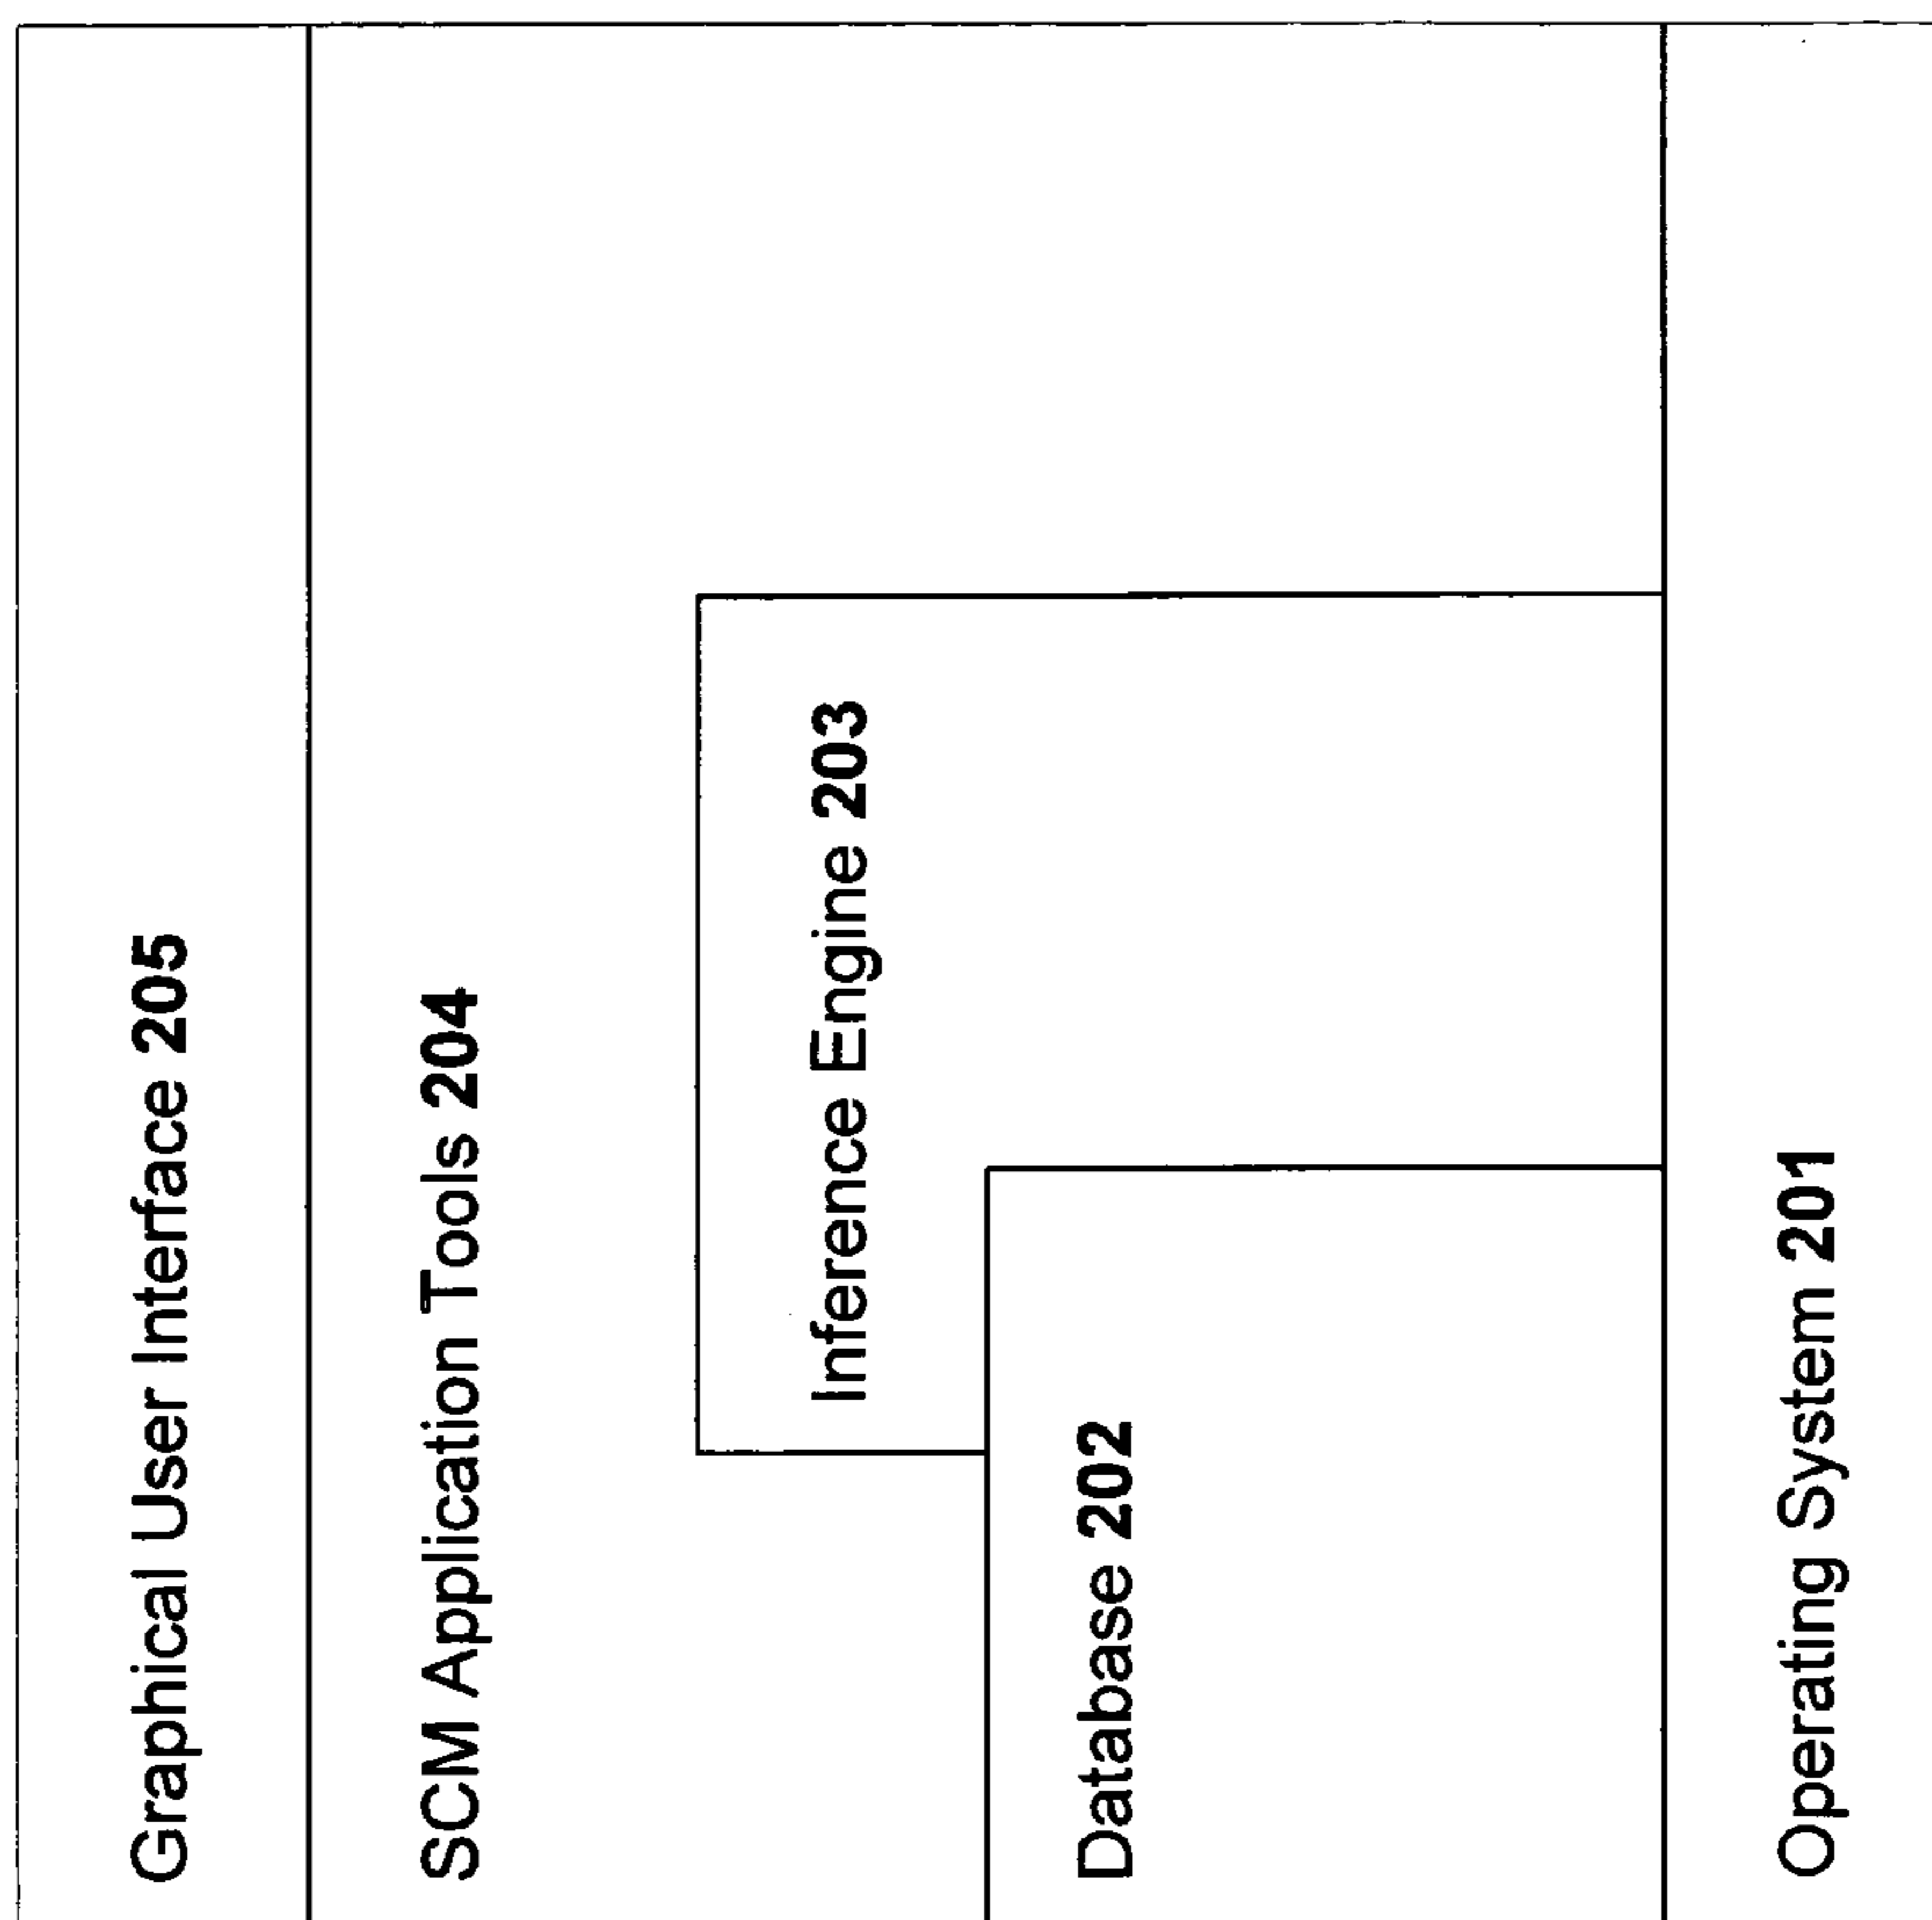 Graphical User Interface 205
SCM Application Tools 204
Inference Engine 203
Database 202
Operating System 201